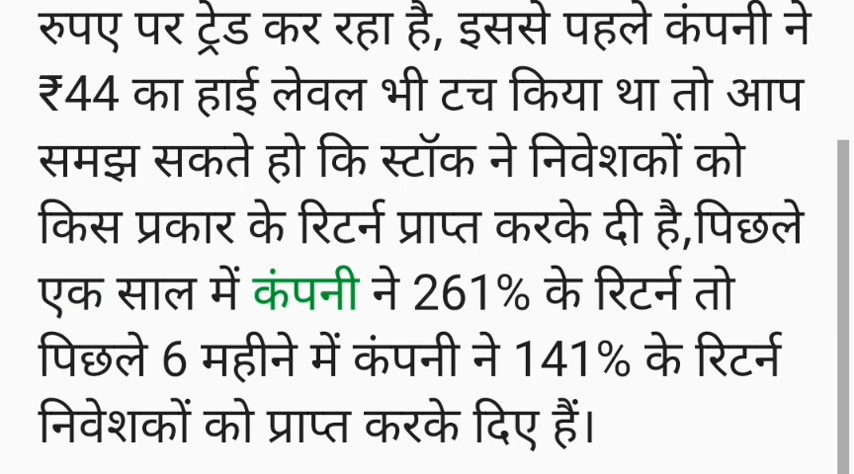 रुपए पर ट्रेड कर रहा है, इससे पहले कंपनी ने
₹44 का हाई लेवल भी टच किया था तो आप
समझ सकते हो कि स्टॉक ने निवेशकों को
किस प्रकार के रिटर्न प्राप्त करके दी है,पिछले
एक साल में कंपनी ने 261% के रिटर्न तो
पिछले 6 महीने में कंपनी ने 141% के रिटर्न
निवेशकों को प्राप्त करके दिए हैं।